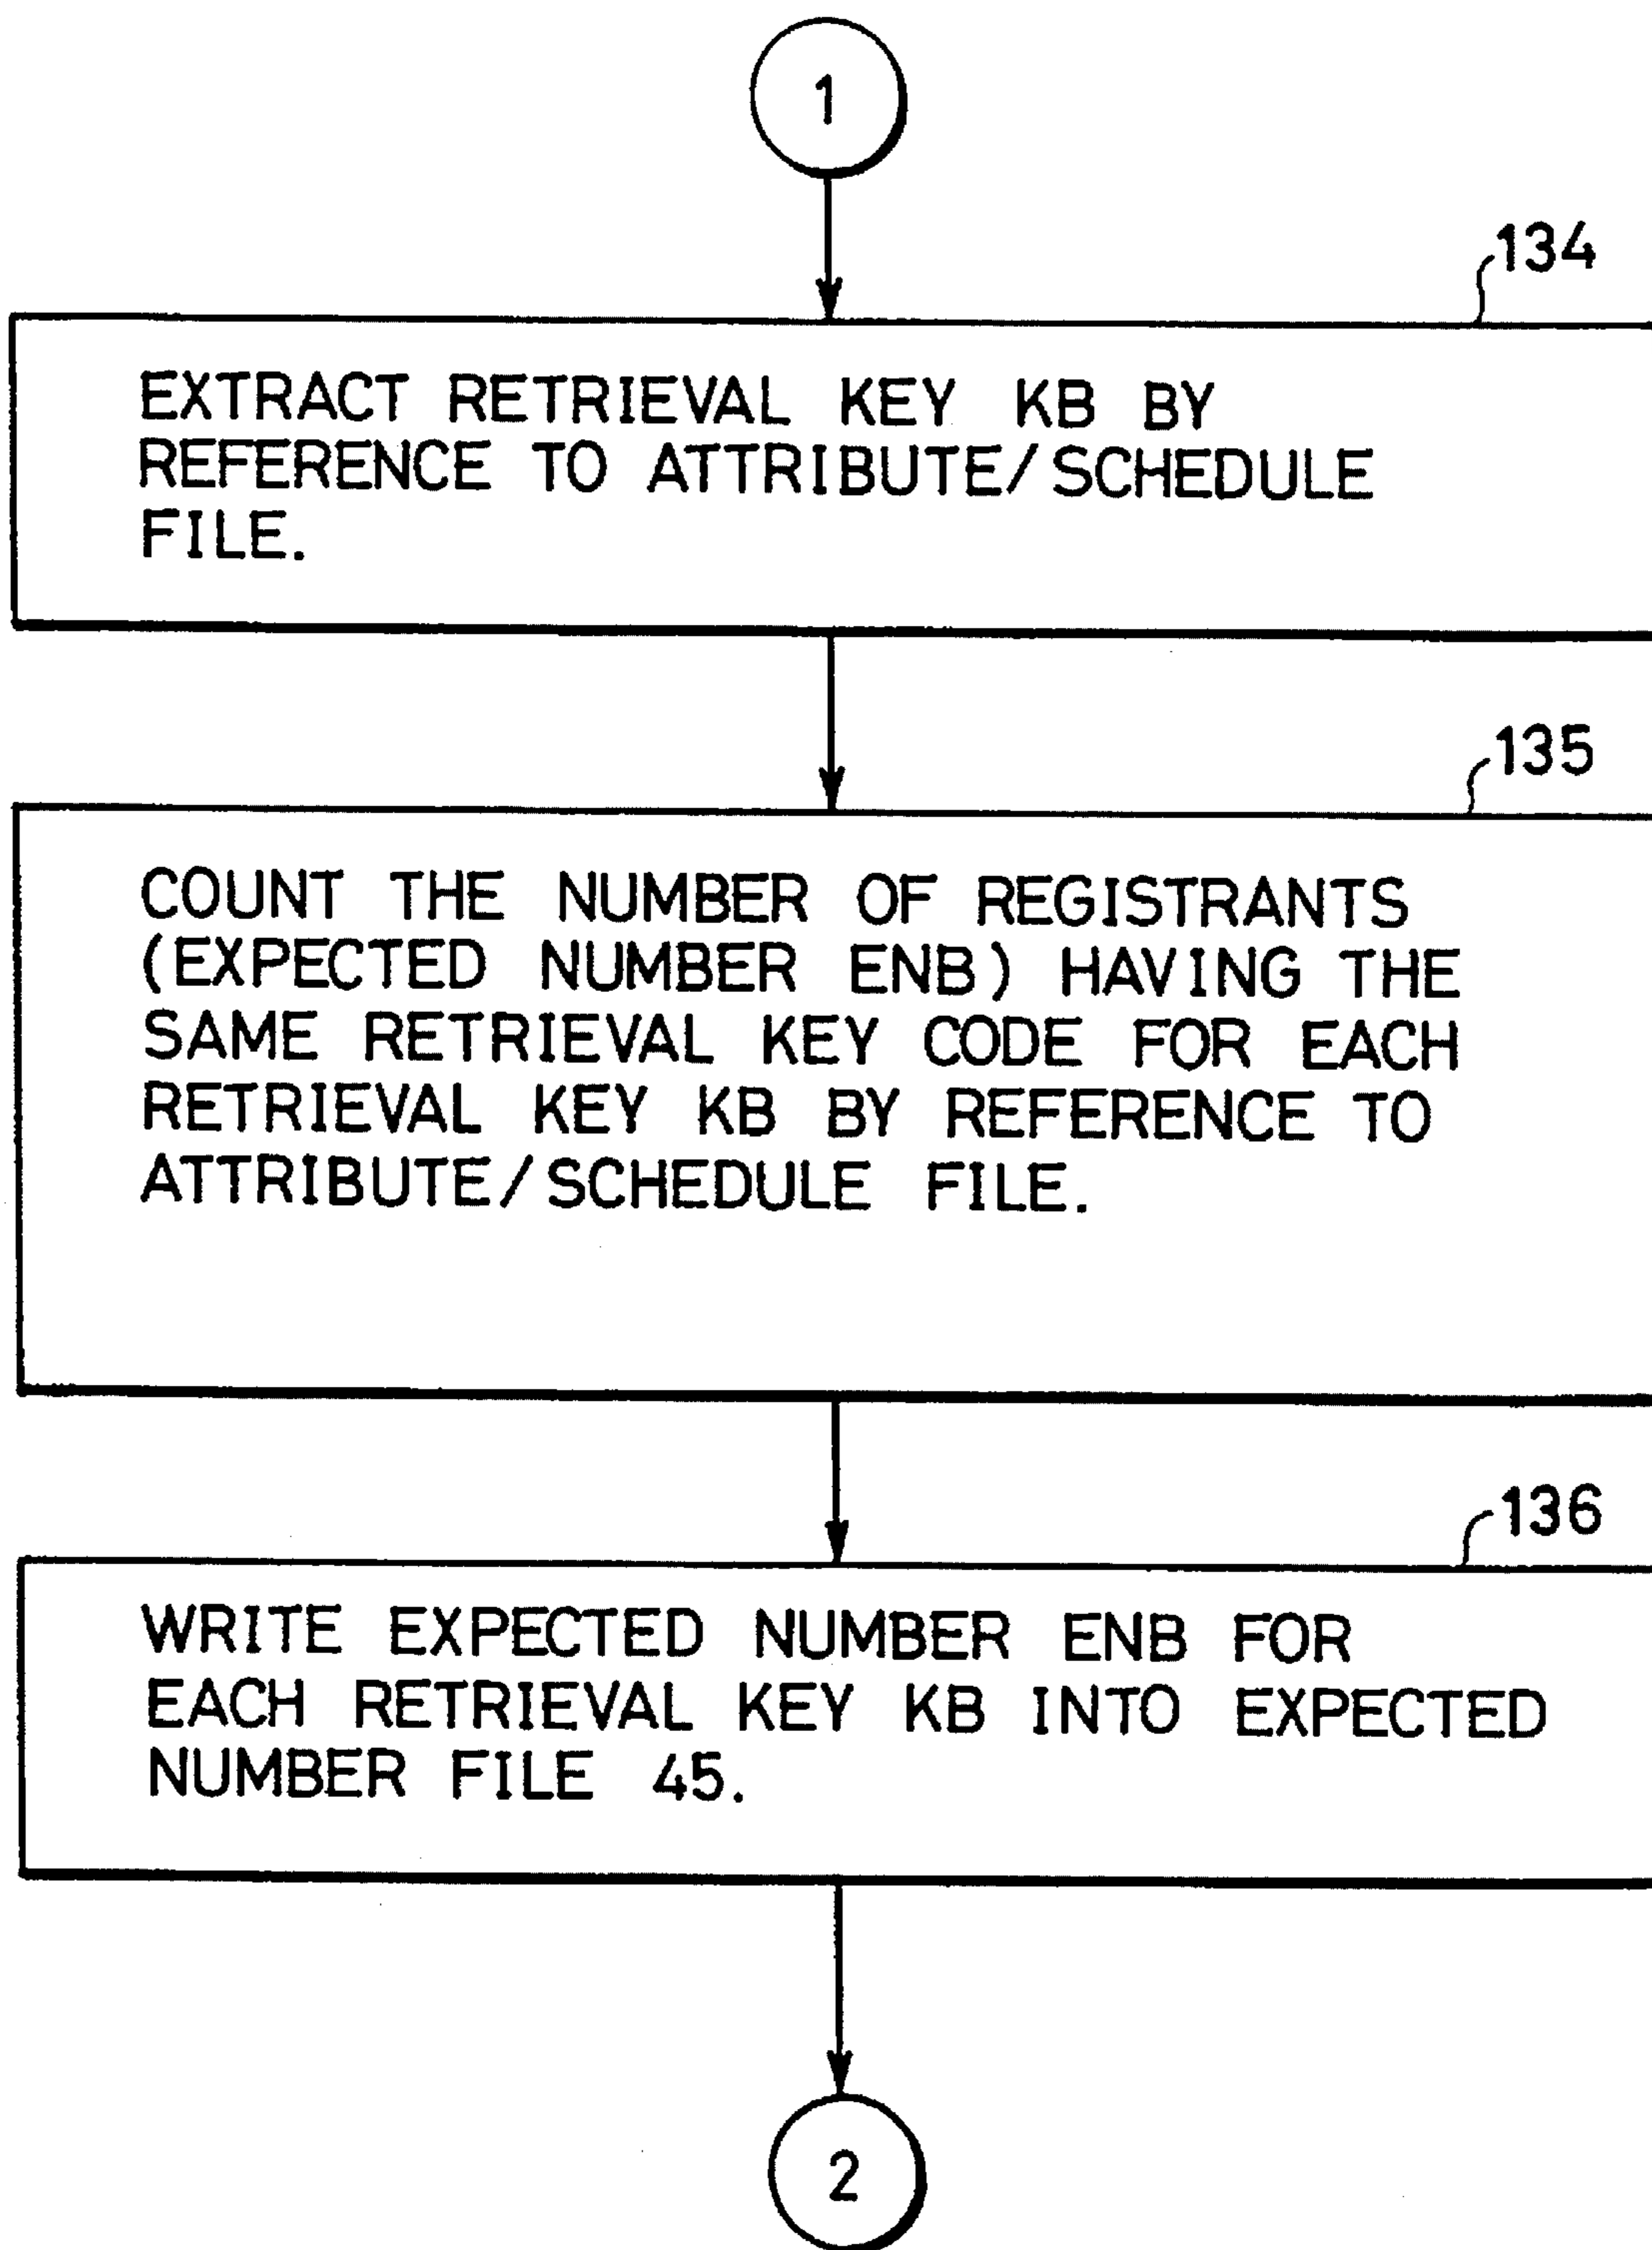 1
134
EXTRACT RETRIEVAL KEY KB BY
REFERENCE TO ATTRIBUTE/SCHEDULE
FILE.
135
COUNT THE NUMBER OF REGISTRANTS
(EXPECTED NUMBER ENB) HAVING THE
SAME RETRIEVAL KEY CODE FOR EACH
RETRIEVAL KEY KB BY REFERENCE TO
ATTRIBUTE/SCHEDULE FILE.
136
WRITE EXPECTED NUMBER ENB FOR
EACH RETRIEVAL KEY KB INTO EXPECTED
NUMBER FILE 45.
2